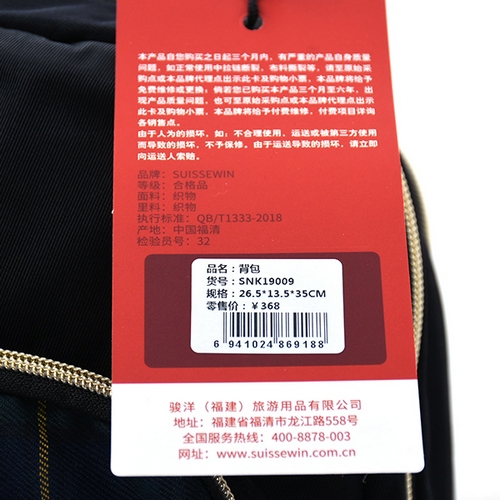 本产品自您购买之日起三个月内，有严重的产品自身质量
问题，如正常使用中拉链断裂，布料撕裂等，请至原始采
购点或本品牌代理点出示此卡及购物小票，本品牌将给予
免费维修或更换；倘若您已购买本产品三个月至六年，出
现产品质量问题，也可至原始采购点或本品牌代理点出示
此卡及购物小票，本品牌将给予付费维修，付费项目详询
各销售点。
由于人为的损坏，如：不合理使用，运送或被第三方使用
而导致的损坏，不予保修。由于运送导致的损坏，请立即
向运送人索赔。
品牌：SUISSEWIN
等级：合格品
面料：织物
里料：织物
执行标准：QB/T1333-2018
产地：中国福清
检验员号：32
品名：背包
货号：SNK19009
规格：26.5*13.5*35CM
零售价：￥368
6 941024 869188
骏洋（福建）旅游用品有限公司
地址：福建省福清市龙江路558号
全国服务热线：400-8878-003
网址：www.suissewin.com.cn